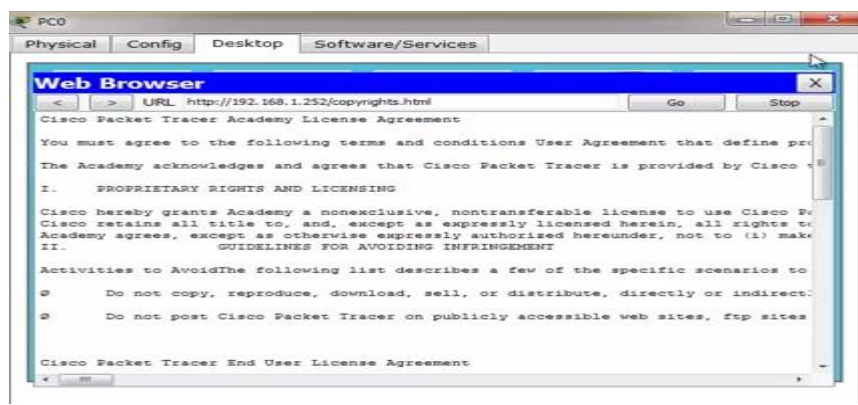 PC0
Physical Config Desktop Software/Services
Web Browser X
< > URL http://192.168.1.252/copyrights.html Go Stop
Cisco Packet Tracer Academy License Agreement
You must agree to the following terms and conditions User Agreement that define
The Academy acknowledges and agrees that Cisco Packet Tracer is provided by Cisco
I. PROPRIETARY RIGHTS AND LICENSING
Cisco hereby grants Academy a nonexclusive, nontransferable license to use Cisco
Cisco retains all title to, and, except as expressly licensed herein, all rights
Academy agrees, except as otherwise expressly authorized hereunder, not to (i)
II. GUIDELINES FOR AVOIDING INFRINGEMENT
Activities to AvoidThe following list describes a few of the specific scenarios to
Ø Do not copy, reproduce, download, sell, or distribute, directly or
Ø Do not post Cisco Packet Tracer on publicly accessible web sites, ftp sites
Cisco Packet Tracer End User License Agreement